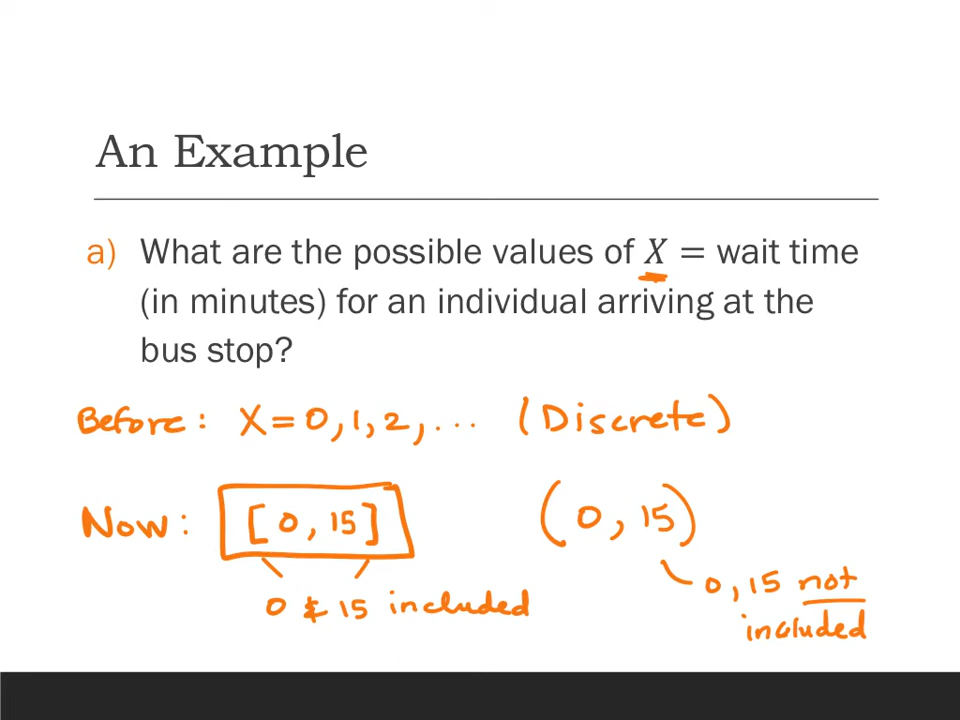 An Example
a) What are the possible values of X = wait time
(in minutes) for an individual arriving at the
bus stop?
Before: X = 0, 1, 2, ... (Discrete)
Now: [0, 15] (0, 15)
0 & 15 included
0, 15 not
included